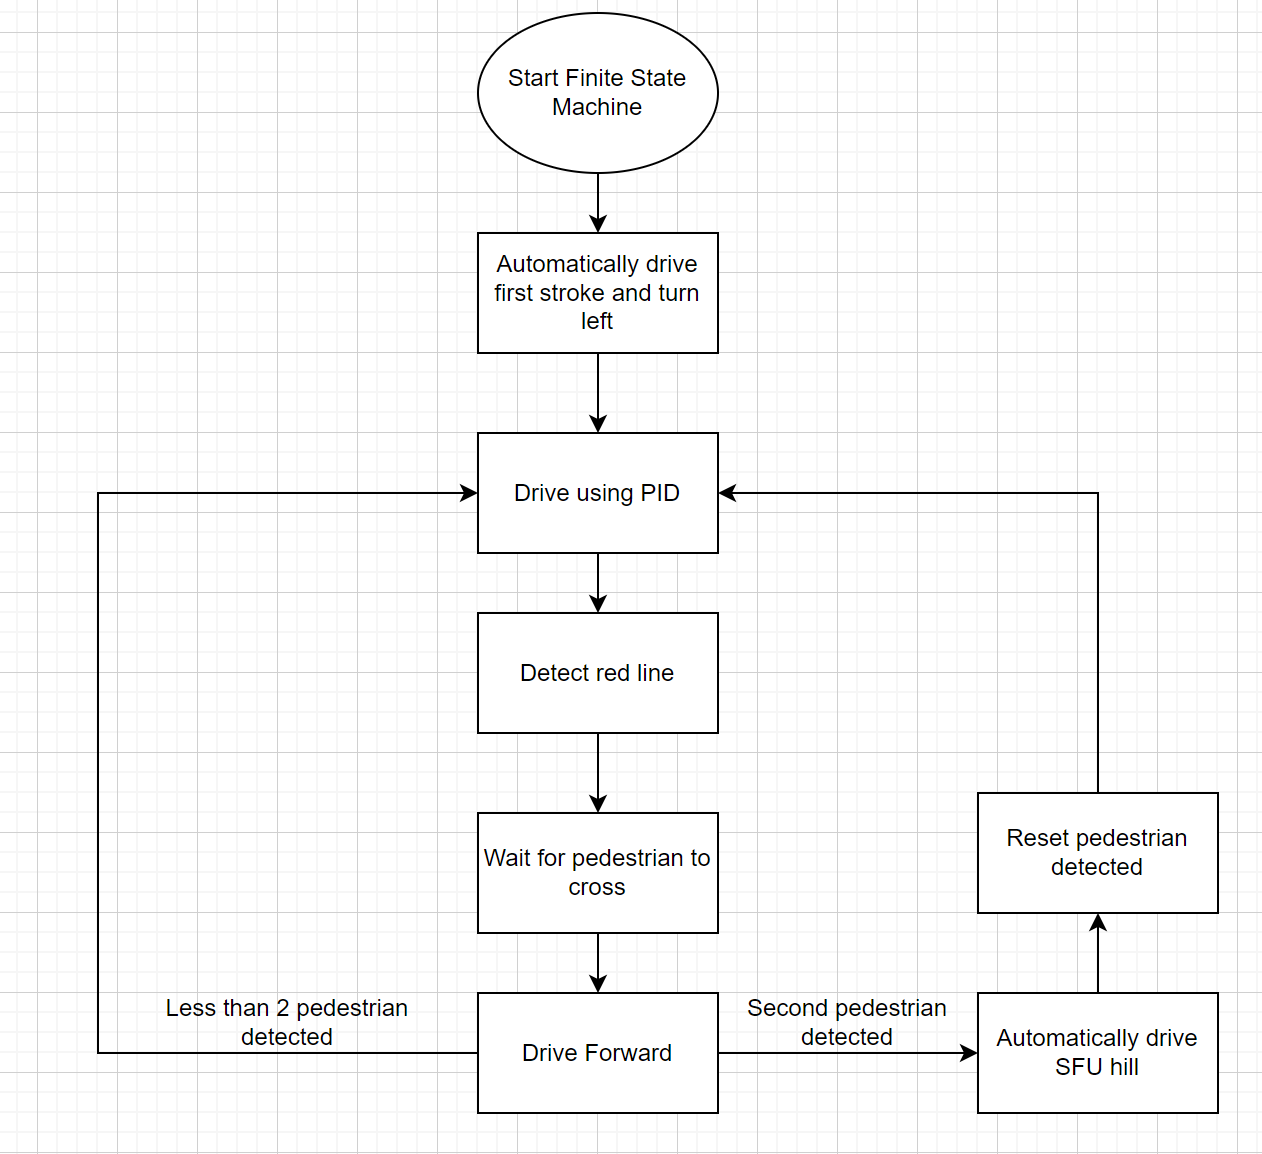 Start Finite State
Machine
Automatically drive
first stroke and turn
left
Drive using PID
Detect red line
Wait for pedestrian to
cross
Reset pedestrian
detected
Less than 2 pedestrian
detected
Drive Forward
Second pedestrian
detected
Automatically drive
SFU hill